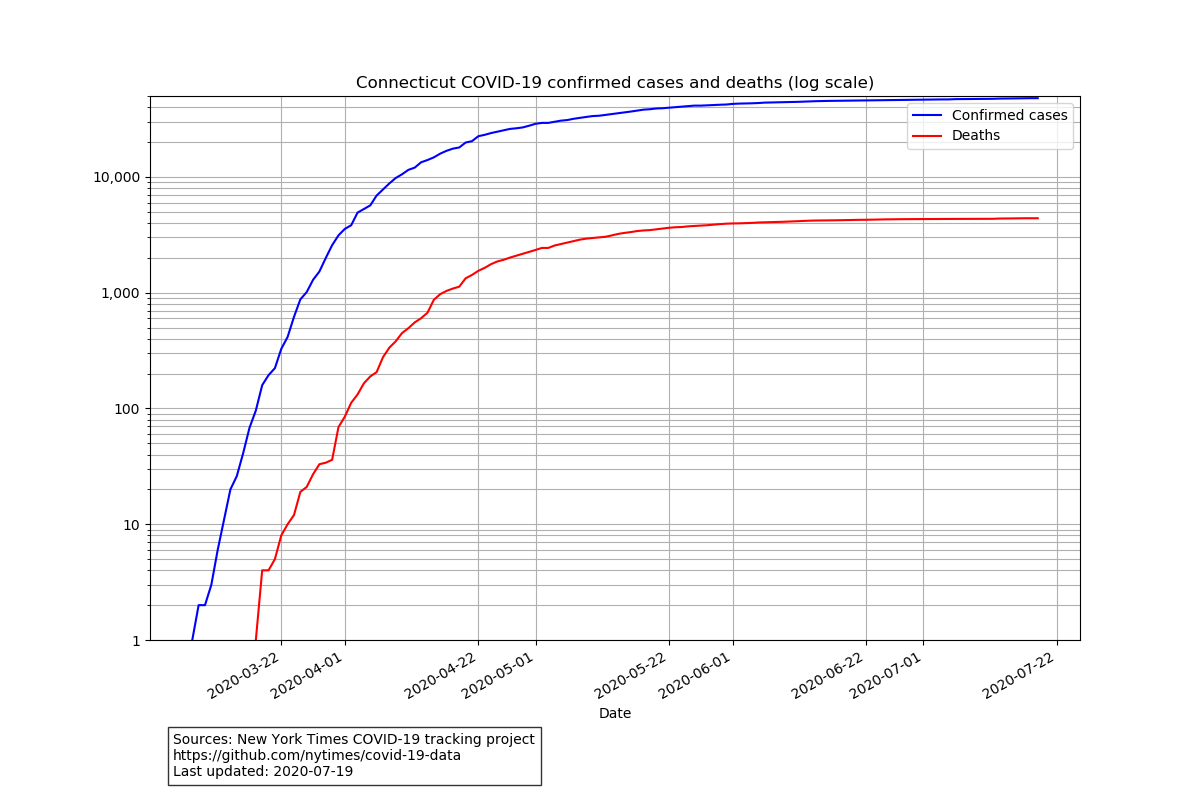 Connecticut COVID-19 confirmed cases and deaths (log scale)
Confirmed cases
Deaths
10,000
1,000
100
10
1
2020-03-22
2020-04-01
2020-04-22
2020-05-01
2020-05-22
2020-06-01
2020-06-22
2020-07-01
2020-07-22
Date
Sources: New York Times COVID-19 tracking project
https://github.com/nytimes/covid-19-data
Last updated: 2020-07-19